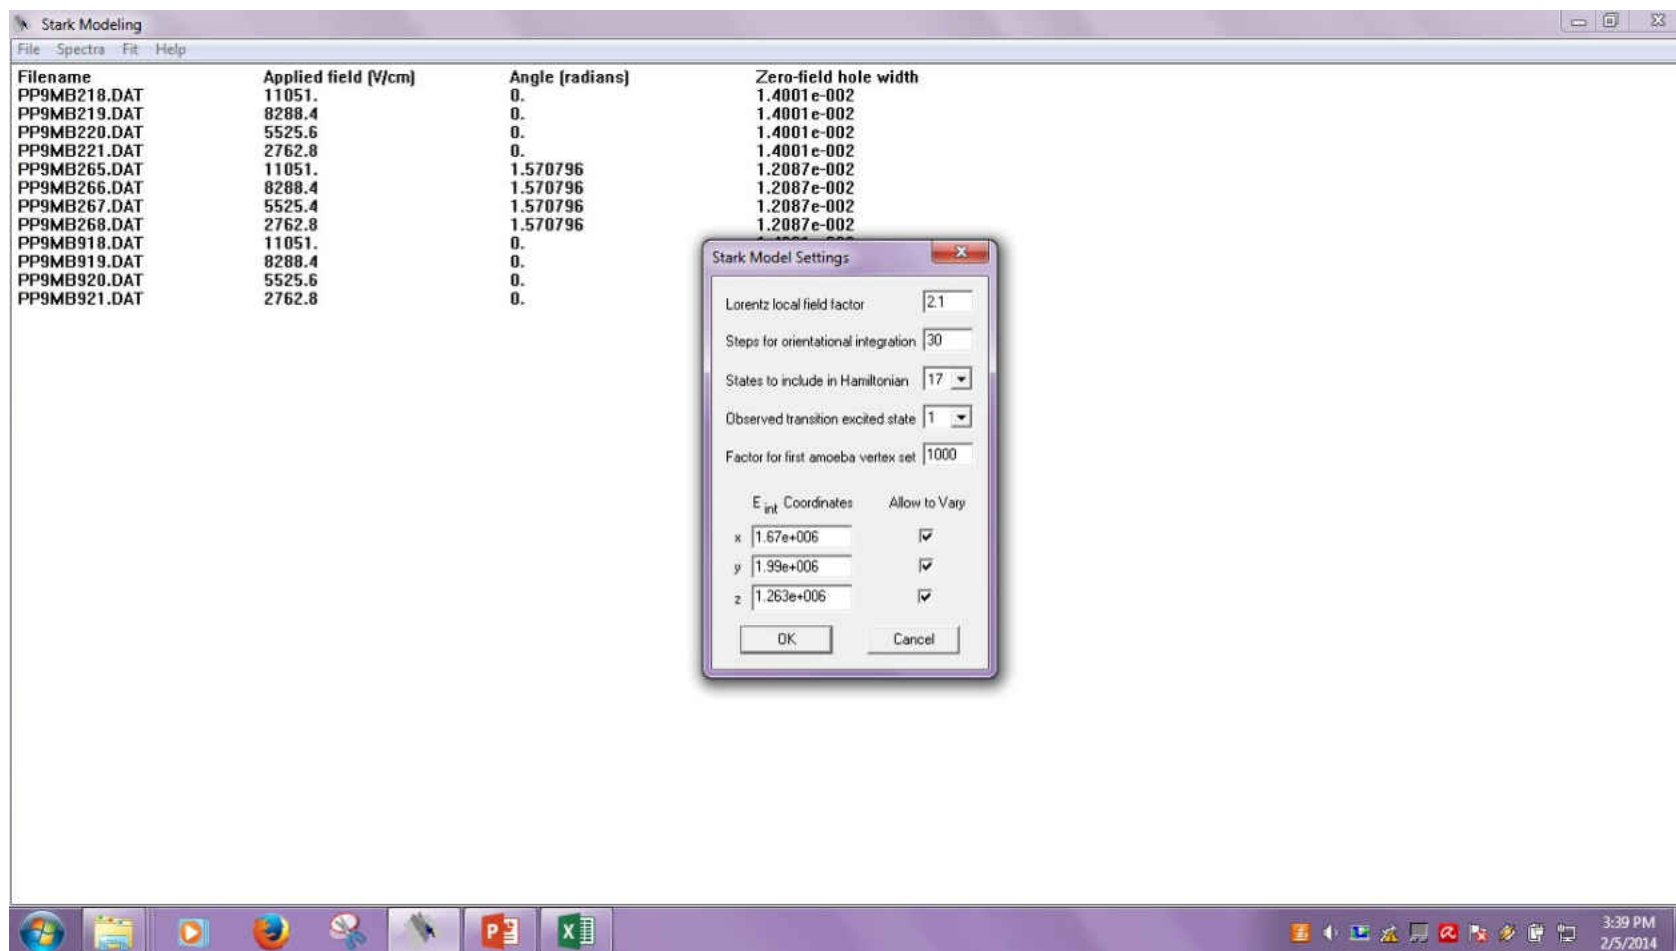 Stark Modeling
File Spectra Fit Help
Filename Applied field (V/cm) Angle (radians) Zero-field hole width
PP9MB218.DAT 11051. 0. 1.4001e-002
PP9MB219.DAT 8288.4 0. 1.4001e-002
PP9MB220.DAT 5525.6 0. 1.4001e-002
PP9MB221.DAT 2762.8 0. 1.4001e-002
PP9MB265.DAT 11051. 1.570796 1.2087e-002
PP9MB266.DAT 8288.4 1.570796 1.2087e-002
PP9MB267.DAT 5525.4 1.570796 1.2087e-002
PP9MB268.DAT 2762.8 1.570796 1.2087e-002
PP9MB918.DAT 11051. 0.
PP9MB919.DAT 8288.4 0.
PP9MB920.DAT 5525.6 0.
PP9MB921.DAT 2762.8 0.
Stark Model Settings
Lorentz local field factor 2.1
Steps for orientational integration 30
States to include in Hamiltonian 17
Observed transition excited state 1
Factor for first amoeba vertex set 1000
E int Coordinates Allow to Vary
x 1.67e+006
y 1.99e+006
z 1.263e+006
OK Cancel
3:39 PM
2/5/2014